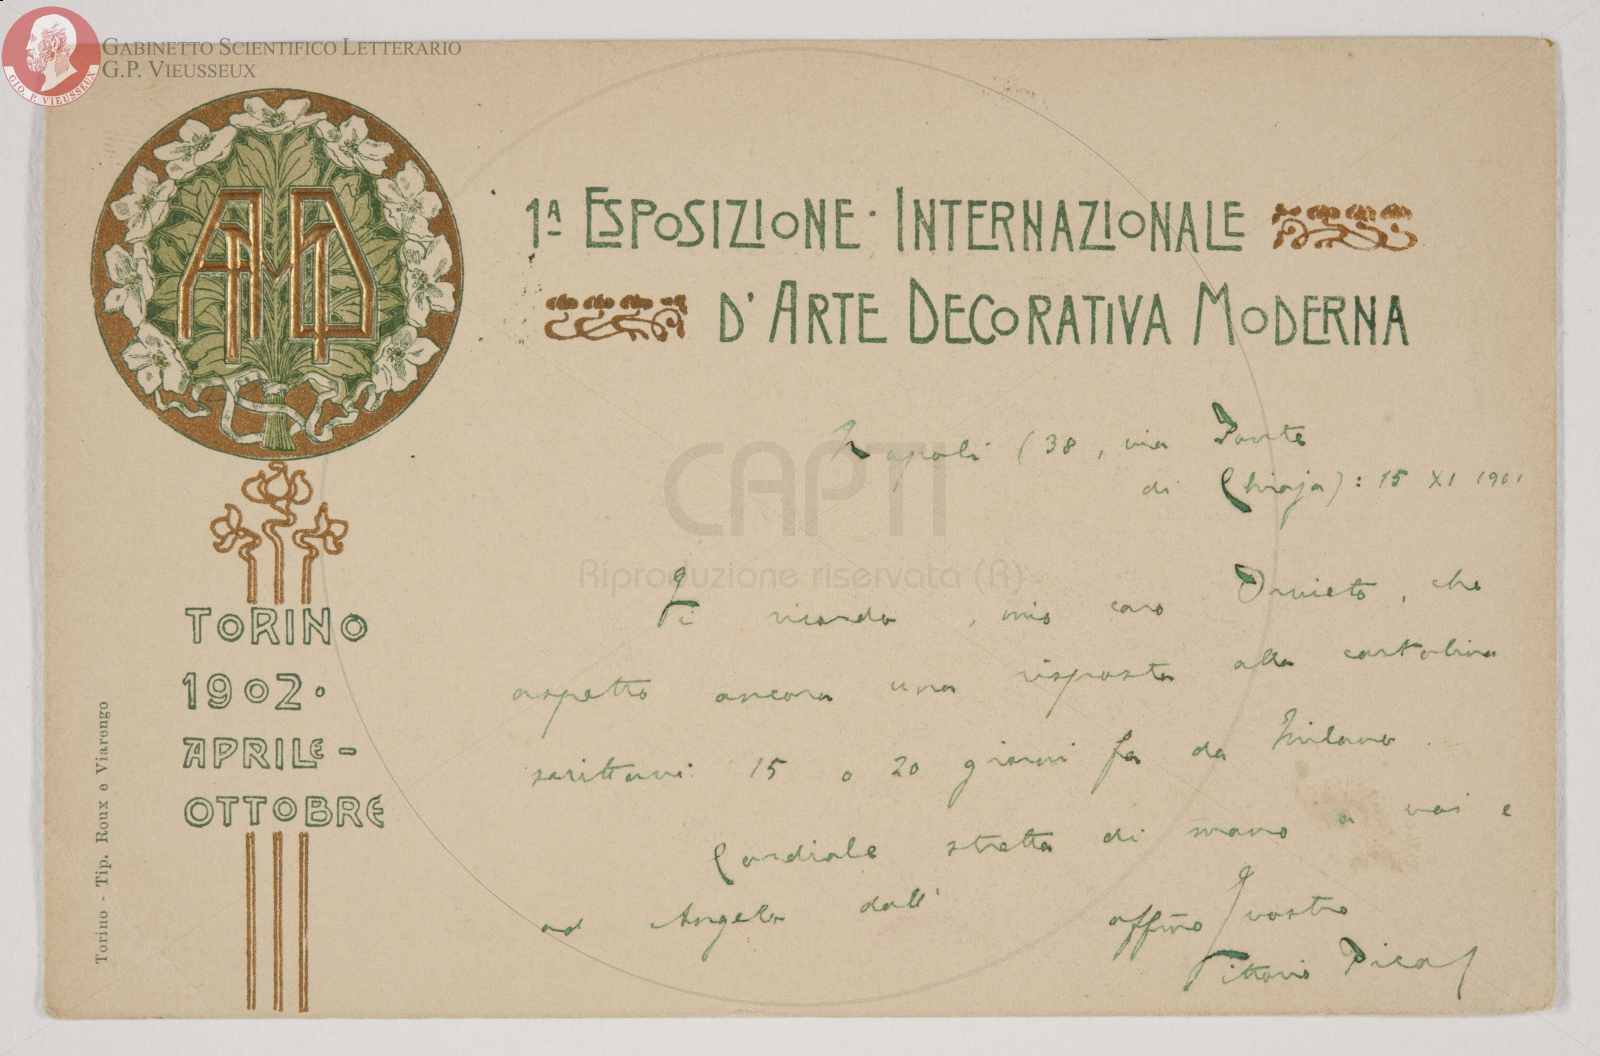 GABINETTO SCIENTIFICO LETTERARIO
G.P. VIEUSSEUX
GIO. P. VIEUSSEUX
AMD
1A ESPOSIZIONE · INTERNAZIONALE
D'ARTE DECORATIVA MODERNA
TORINO
1902.
APRILE-
OTTOBRE
Torino - Tip. Roux e Viarengo
Napoli (38, via Ponte
di Chiaja): 15 XI 1901
Vi ricordo, mio caro Orvieto, che
aspetto ancora una risposta alla cartolina
scrittavi 15 o 20 giorni fa da Milano.
Cordiale stretta di mano a voi e
ad Angelo dall'
affmo vostro
Vittorio Pica
CAPTI
Riproduzione riservata (R)